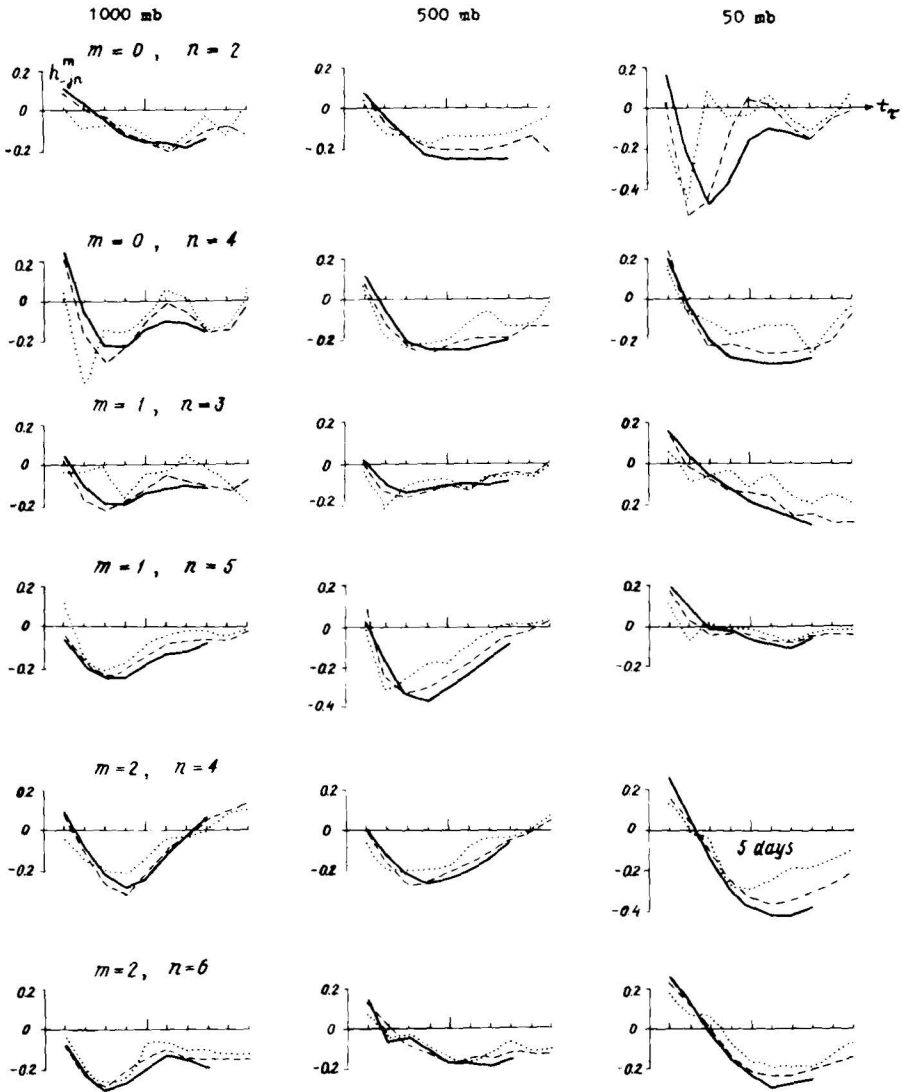 1000 mb 500 mb 50 mb
m = 0 , n = 2
0.2 0.2 0.2
h m jn
0 0 0 t τ
-0.2 -0.2 -0.2
-0.4
m = 0 , n = 4
0.2 0.2 0.2
0 0 0
-0.2 -0.2 -0.2
m = 1 , n = 3
0.2 0.2 0.2
0 0 0
0.2 -0.2 0.2
m = 1 , n = 5
0.2 0.2 0.2
0 0 0
-0.2 -0.2 -0.2
-0.4
m = 2, n = 4
0.2 0.2 0.2
0 0 0
5 days
-0.2 -0.2 -0.2
-0.4
m = 2, n = 6
0.2 0.2 0.2
0 0 0
-0.2 -0.2 -0.2